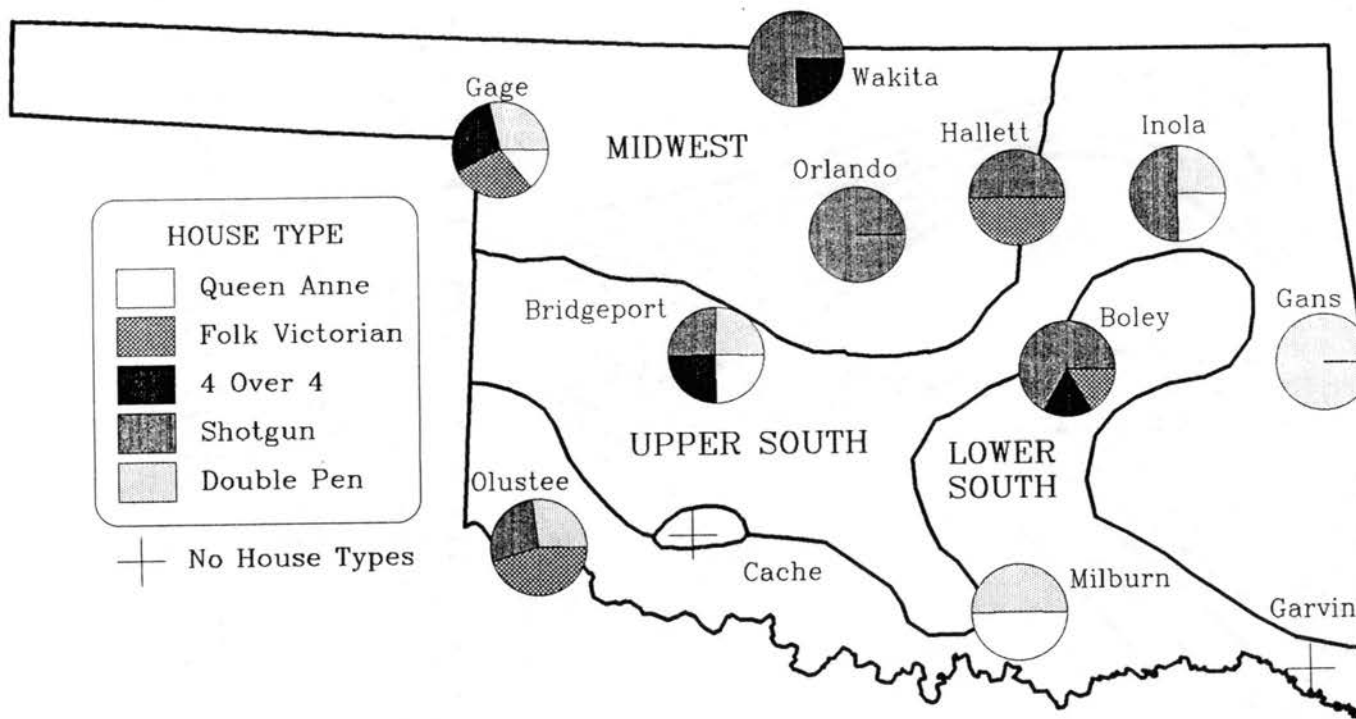 Wakita
Gage
MIDWEST
Hallett
Inola
Orlando
HOUSE TYPE
Queen Anne
Folk Victorian
4 Over 4
Shotgun
Double Pen
No House Types
Bridgeport
Boley
Gans
UPPER SOUTH
LOWER
SOUTH
Olustee
Cache
Milburn
Garvin